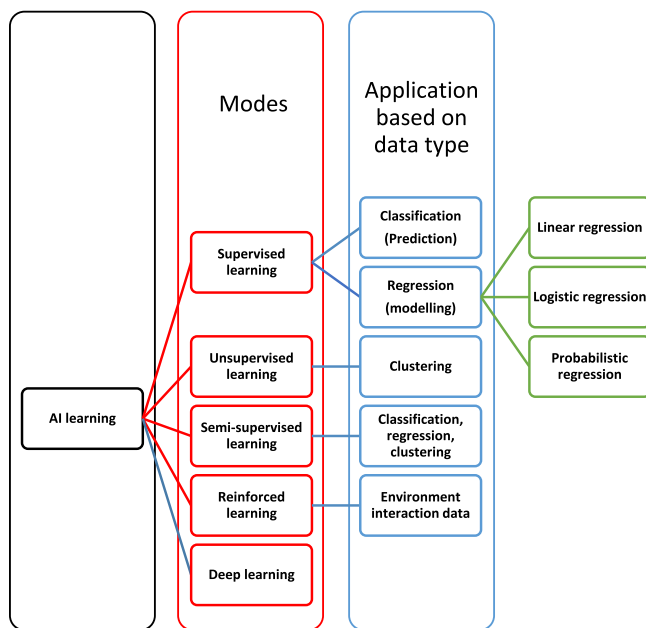 Modes
Application
based on
data type
AI learning
Supervised
learning
Unsupervised
learning
Semi-supervised
learning
Reinforced
learning
Deep learning
Classification
(Prediction)
Regression
(modelling)
Clustering
Classification,
regression,
clustering
Environment
interaction data
Linear regression
Logistic regression
Probabilistic
regression